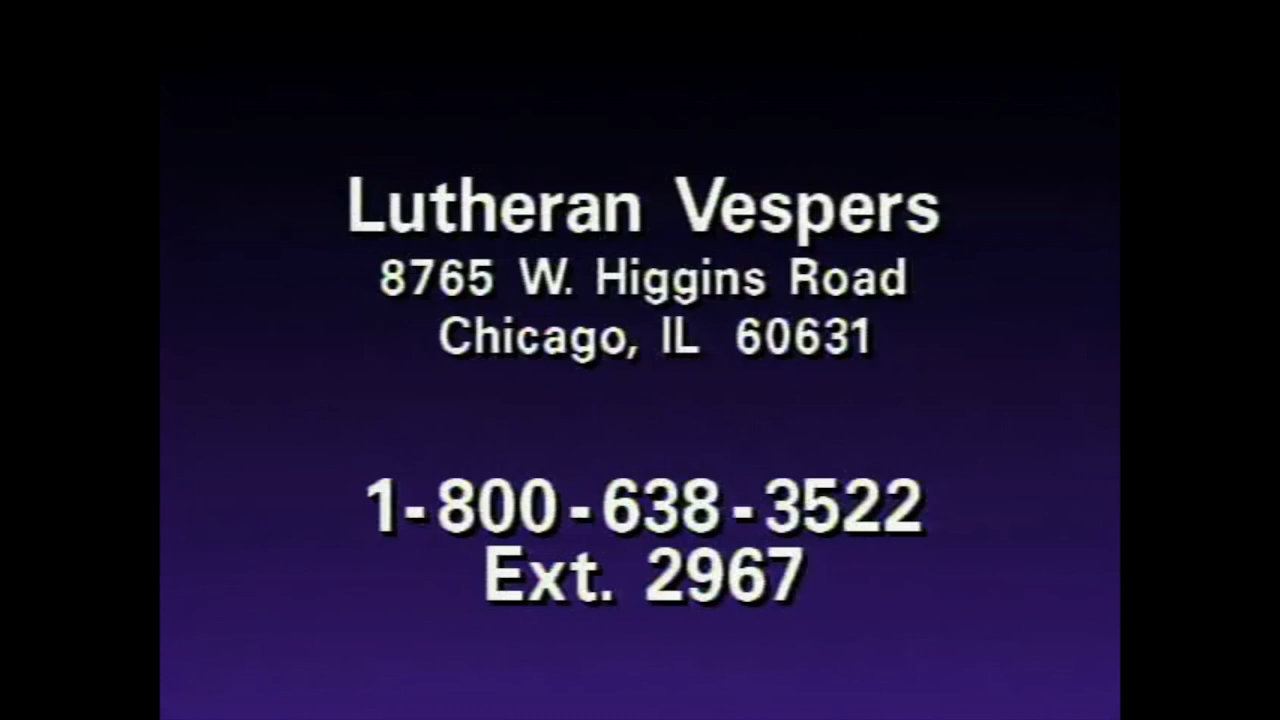 Lutheran Vespers
8765 W. Higgins Road
Chicago, IL 60631
1-800-638-3522
Ext. 2967